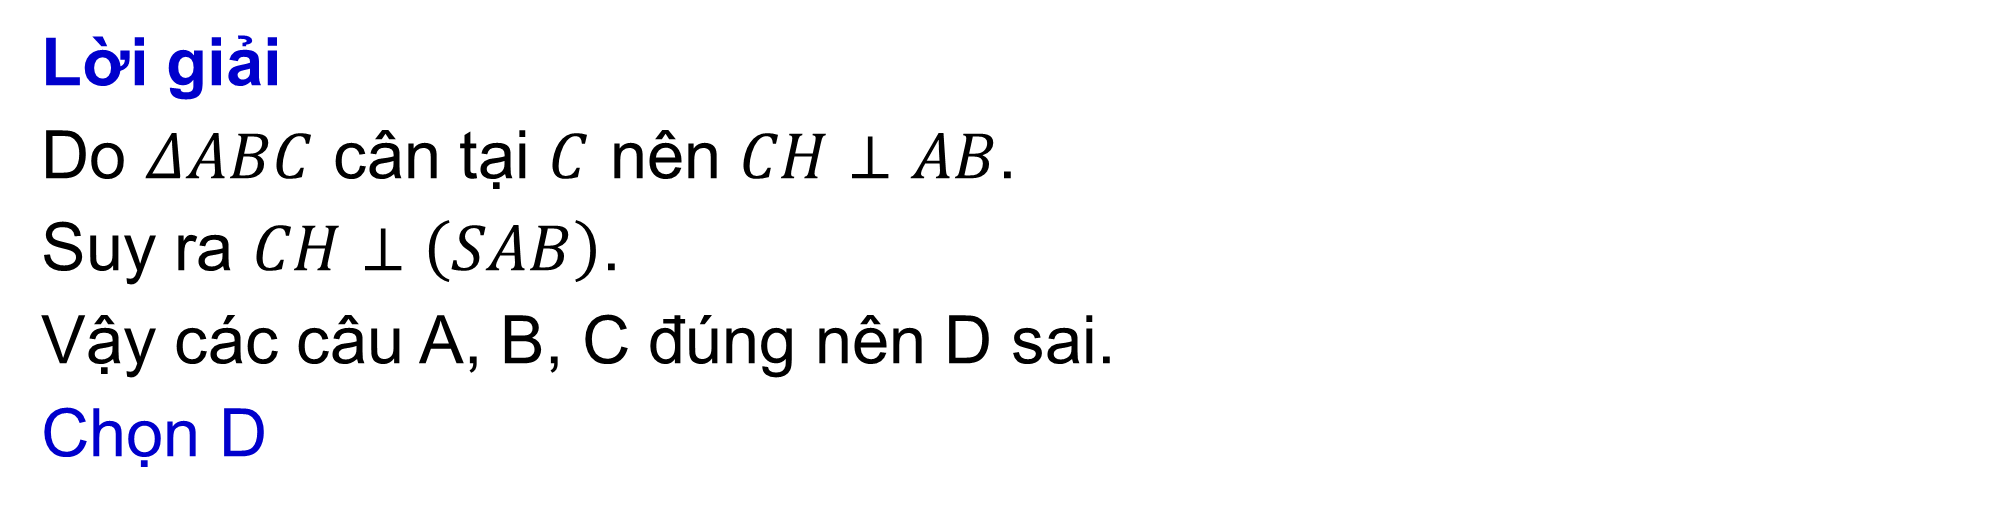 Lời giải
Do ΔABC cân tại C nên CH ⊥ AB.
Suy ra CH ⊥ (SAB).
Vậy các câu A, B, C đúng nên D sai.
Chọn D